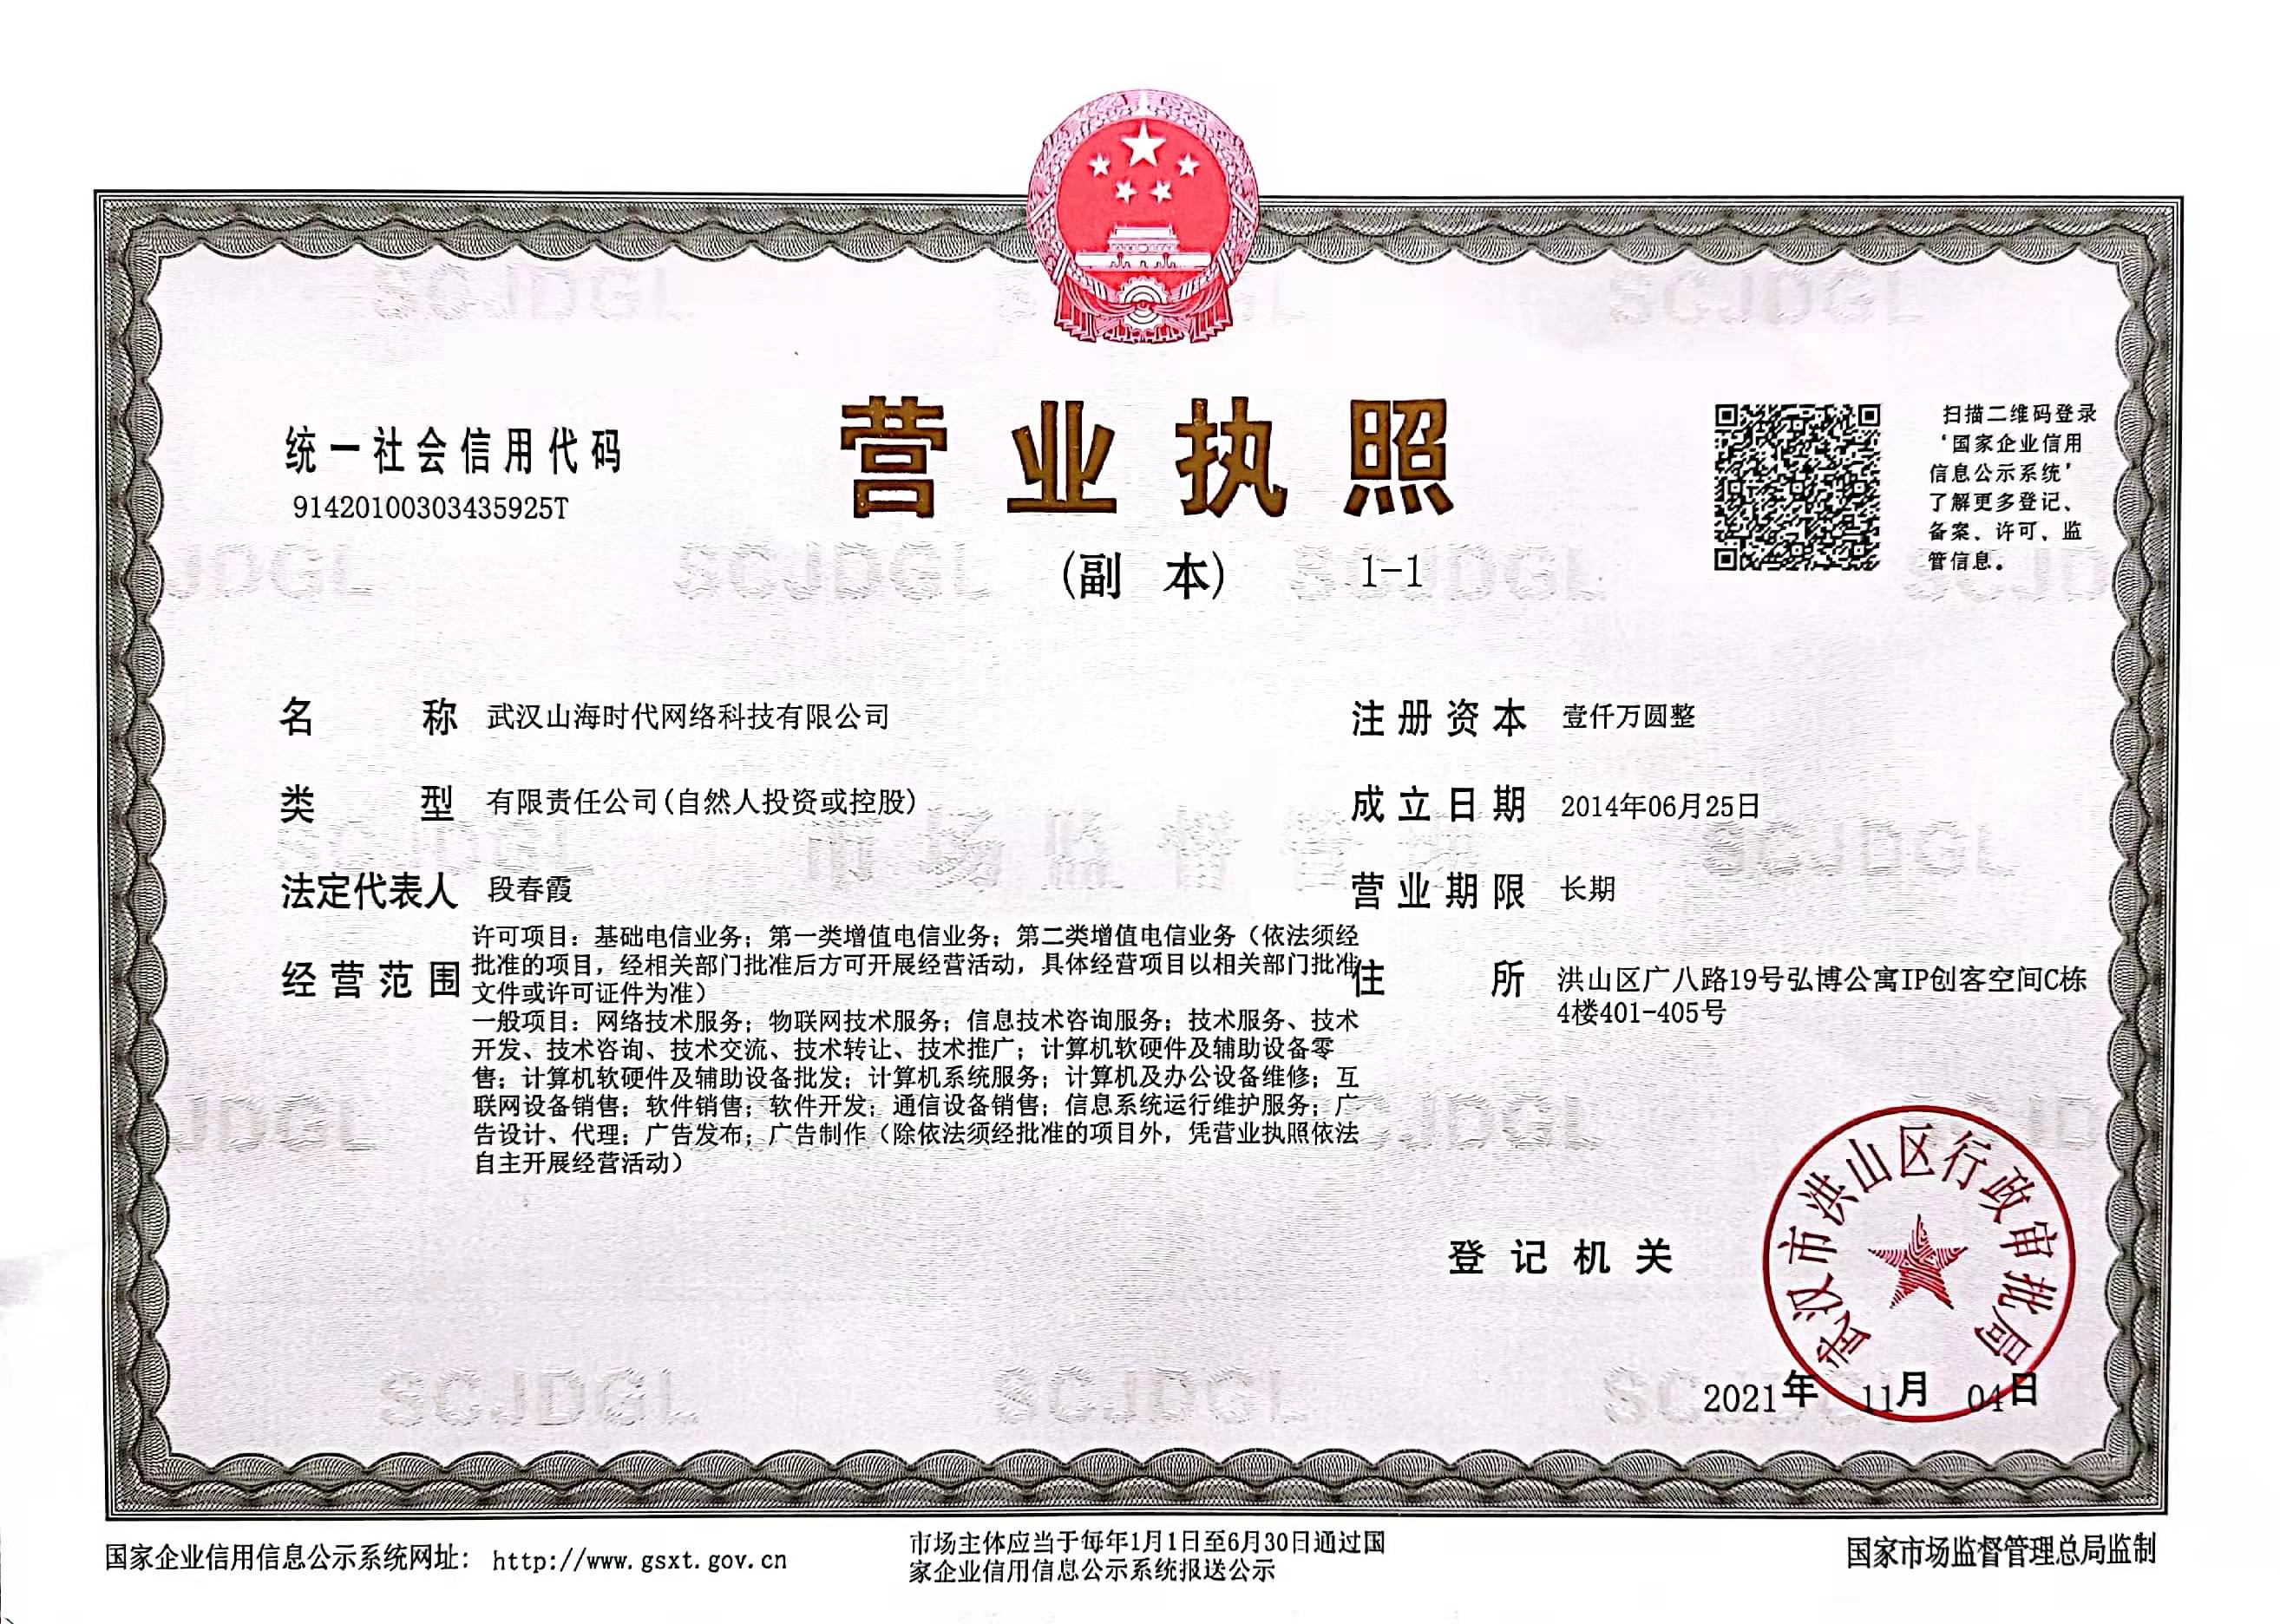 营业执照
(副 本) 1-1
统一社会信用代码
91420100303435925T
扫描二维码登录
‘国家企业信用
信息公示系统’
了解更多登记、
备案、许可、监
管信息。
名 称 武汉山海时代网络科技有限公司
类 型 有限责任公司(自然人投资或控股)
法定代表人 段春霞
经营范围
许可项目：基础电信业务；第一类增值电信业务；第二类增值电信业务（依法须经
批准的项目，经相关部门批准后方可开展经营活动，具体经营项目以相关部门批准
文件或许可证件为准）
一般项目：网络技术服务；物联网技术服务；信息技术咨询服务；技术服务、技术
开发、技术咨询、技术交流、技术转让、技术推广；计算机软硬件及辅助设备零
售；计算机软硬件及辅助设备批发；计算机系统服务；计算机及办公设备维修；互
联网设备销售；软件销售；软件开发；通信设备销售；信息系统运行维护服务；广
告设计、代理；广告发布；广告制作（除依法须经批准的项目外，凭营业执照依法
自主开展经营活动）
注册资本 壹仟万圆整
成立日期 2014年06月25日
营业期限 长期
住 所 洪山区广八路19号弘博公寓IP创客空间C栋
4楼401-405号
登记机关
武汉市洪山区行政审批局
2021年 11月 04日
国家企业信用信息公示系统网址： http://www.gsxt.gov.cn
市场主体应当于每年1月1日至6月30日通过国
家企业信用信息公示系统报送公示
国家市场监督管理总局监制
SCJDGL
市场监督管理